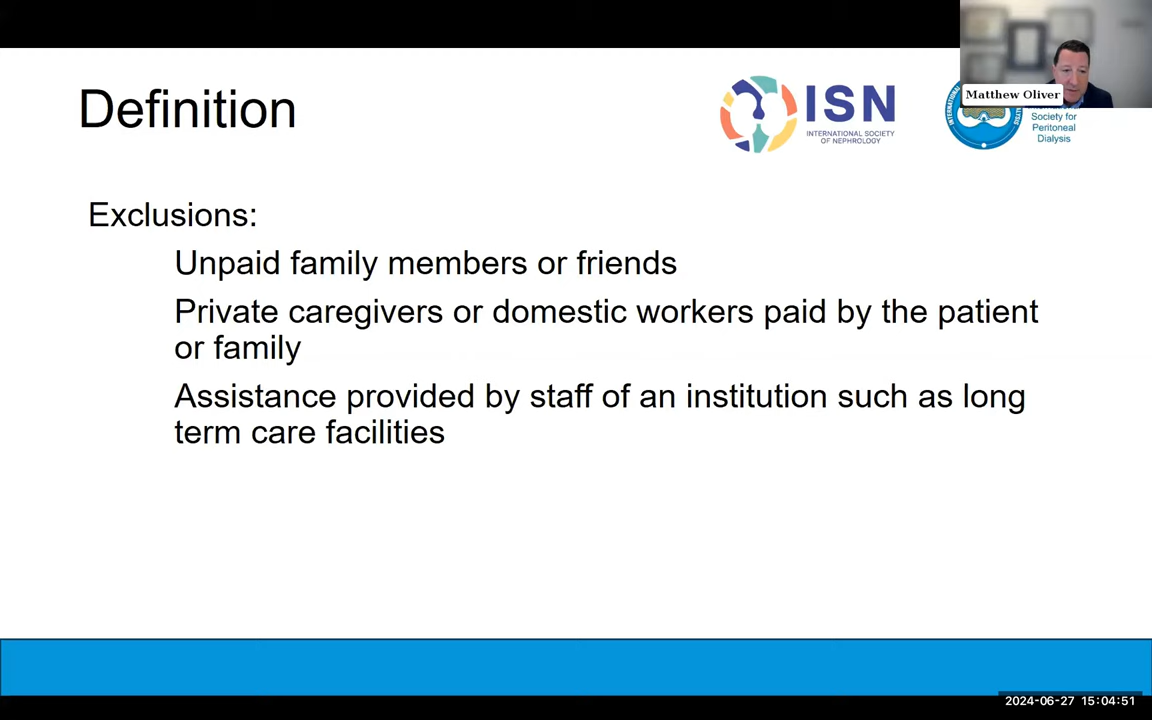 Definition
ISN
INTERNATIONAL SOCIETY
OF NEPHROLOGY
Matthew Oliver
Society for
Peritoneal
Dialysis
Exclusions:
Unpaid family members or friends
Private caregivers or domestic workers paid by the patient
or family
Assistance provided by staff of an institution such as long
term care facilities
2024-06-27 15:04:51